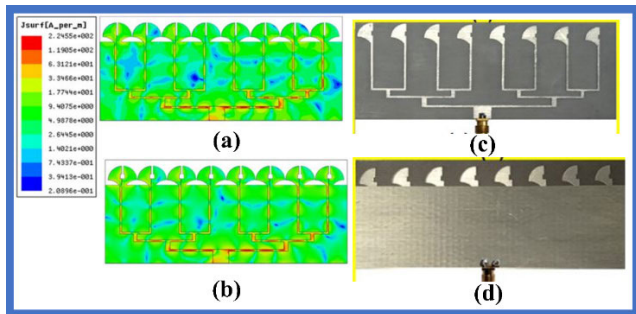 Jsurf[A_per_m]
2.2455e+002
1.1905e+002
6.3121e+001
3.3466e+001
1.7744e+001
9.4075e+000
4.9878e+000
2.6445e+000
1.4021e+000
7.4337e-001
3.9413e-001
2.0896e-001
(a)
(c)
(b)
(d)